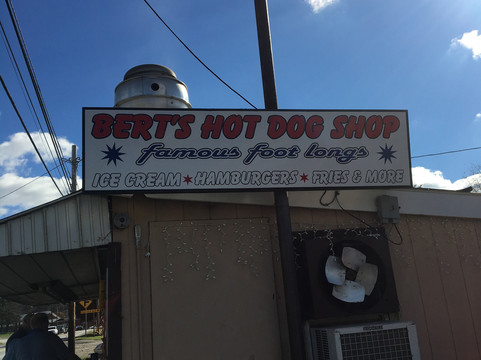 BERT'S HOT DOG SHOP
famous foot longs
ICE CREAM * HAMBURGERS * FRIES & MORE